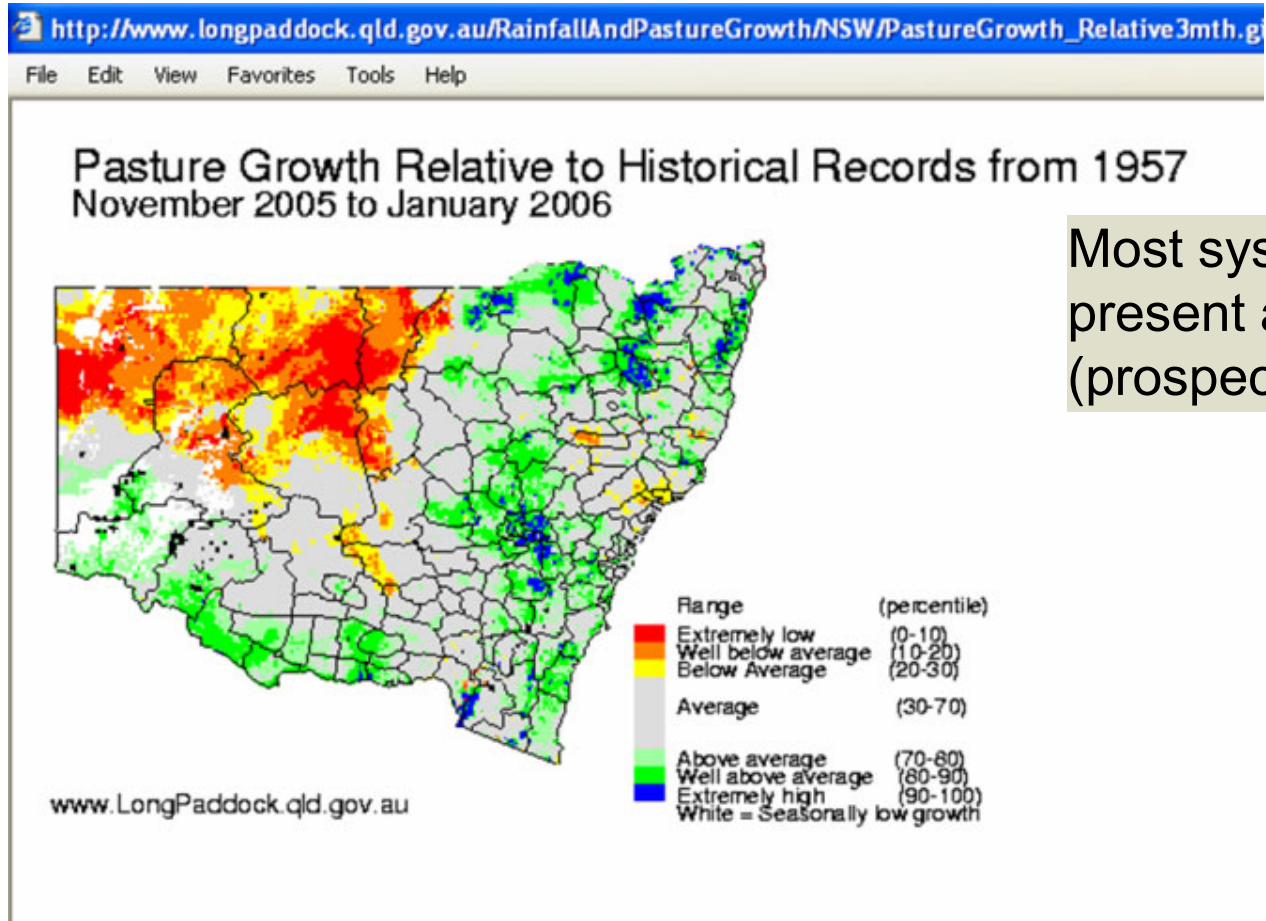 http://www.longpaddock.qld.gov.au/RainfallAndPastureGrowth/NSW/PastureGrowth_Relative3mth.gi
File Edit View Favorites Tools Help
Pasture Growth Relative to Historical Records from 1957
November 2005 to January 2006
Most sys
present a
(prospec
Range (percentile)
Extremely low (0-10)
Well below average (10-20)
Below Average (20-30)
Average (30-70)
Above average (70-80)
Well above average (80-90)
Extremely high (90-100)
White = Seasonally low growth
www.LongPaddock.qld.gov.au